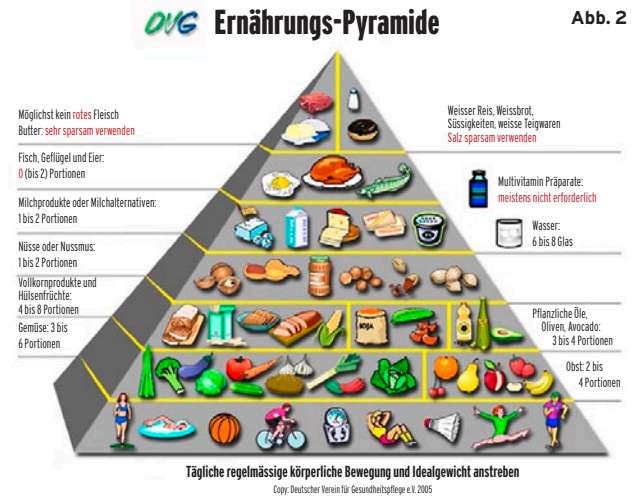 DVG Ernährungs-Pyramide
Abb. 2
Möglichst kein rotes Fleisch
Butter: sehr sparsam verwenden
Weisser Reis, Weissbrot,
Süssigkeiten, weisse Teigwaren
Salz sparsam verwenden
Fisch, Geflügel und Eier:
0 (bis 2) Portionen
Multivitamin Präparate:
meistens nicht erforderlich
Milchprodukte oder Milchalternativen:
1 bis 2 Portionen
Wasser:
6 bis 8 Glas
Nüsse oder Nussmus:
1 bis 2 Portionen
Vollkornprodukte und
Hülsenfrüchte:
4 bis 8 Portionen
SOJA
Pflanzliche Öle,
Oliven, Avocado:
3 bis 4 Portionen
Gemüse: 3 bis
6 Portionen
Obst: 2 bis
4 Portionen
Tägliche regelmässige körperliche Bewegung und Idealgewicht anstreben
Copy: Deutscher Verein für Gesundheitspflege e.V. 2005